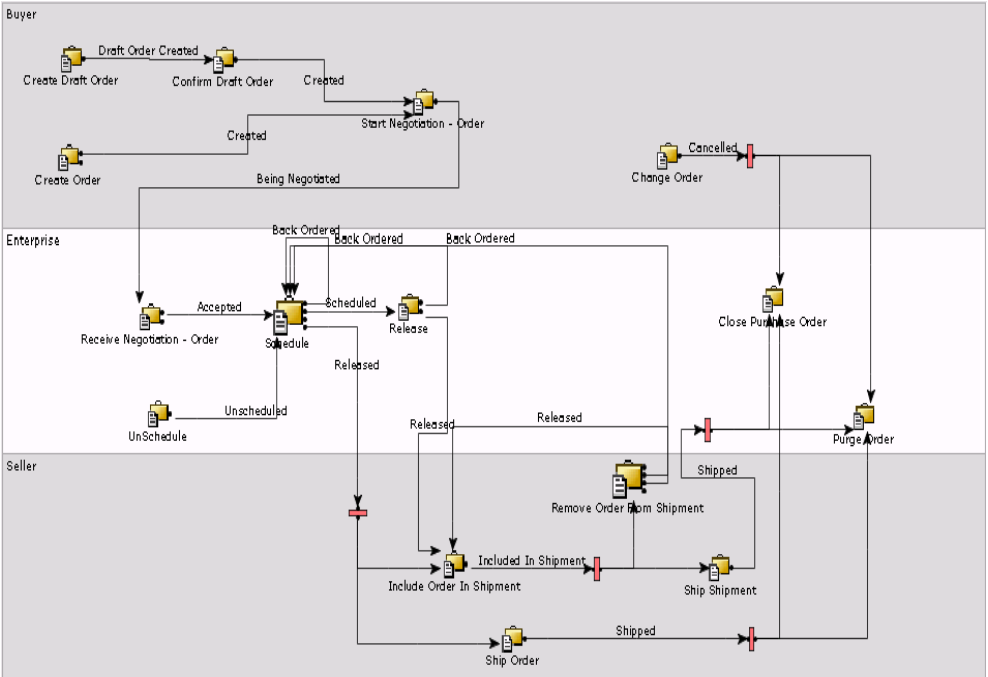 Buyer
Draft Order Created
Create Draft Order
Confirm Draft Order
Created
Start Negotiation - Order
Created
Create Order
Being Negotiated
Cancelled
Change Order
Enterprise
Back Ordered
Back Ordered
Back Ordered
Accepted
Scheduled
Receive Negotiation - Order
Schedule
Release
Close Purchase Order
Released
Unscheduled
UnSchedule
Released
Released
Purge Order
Seller
Shipped
Remove Order From Shipment
Included In Shipment
Include Order In Shipment
Ship Shipment
Shipped
Ship Order